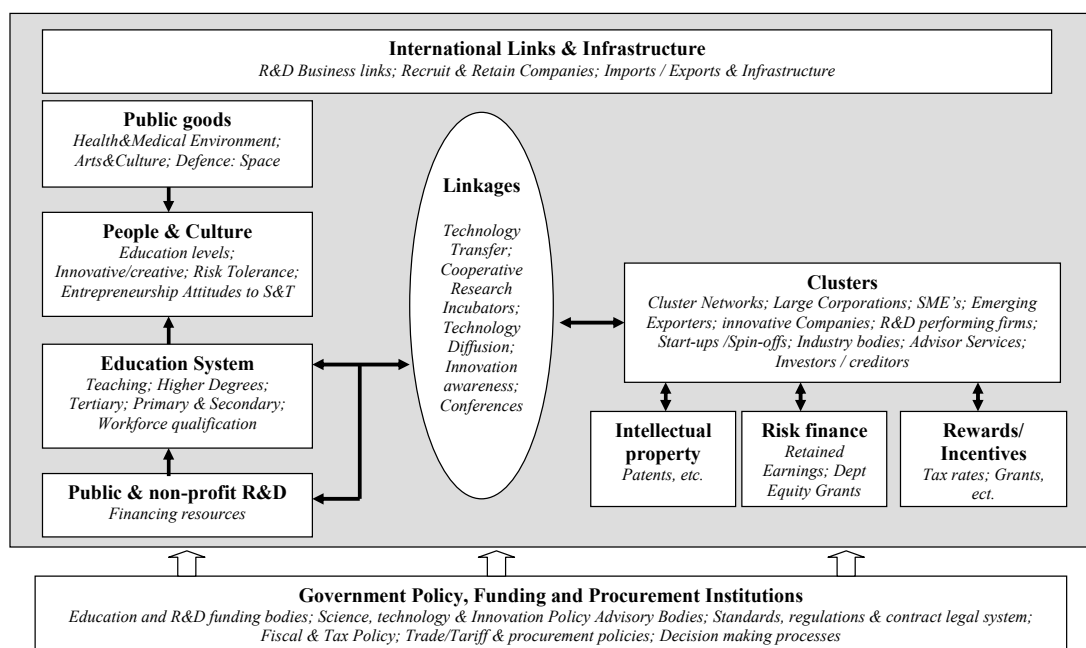 International Links & Infrastructure
R&D Business links; Recruit & Retain Companies; Imports / Exports & Infrastructure
Public goods
Health&Medical Environment;
Arts&Culture; Defence: Space
People & Culture
Education levels;
Innovative/creative; Risk Tolerance;
Entrepreneurship Attitudes to S&T
Education System
Teaching; Higher Degrees;
Tertiary; Primary & Secondary;
Workforce qualification
Public & non-profit R&D
Financing resources
Linkages
Technology
Transfer;
Cooperative
Research
Incubators;
Technology
Diffusion;
Innovation
awareness;
Conferences
Clusters
Cluster Networks; Large Corporations; SME's; Emerging
Exporters; innovative Companies; R&D performing firms;
Start-ups /Spin-offs; Industry bodies; Advisor Services;
Investors / creditors
Intellectual
property
Patents, etc.
Risk finance
Retained
Earnings; Dept
Equity Grants
Rewards/
Incentives
Tax rates; Grants,
ect.
Government Policy, Funding and Procurement Institutions
Education and R&D funding bodies; Science, technology & Innovation Policy Advisory Bodies; Standards, regulations & contract legal system;
Fiscal & Tax Policy; Trade/Tariff & procurement policies; Decision making processes